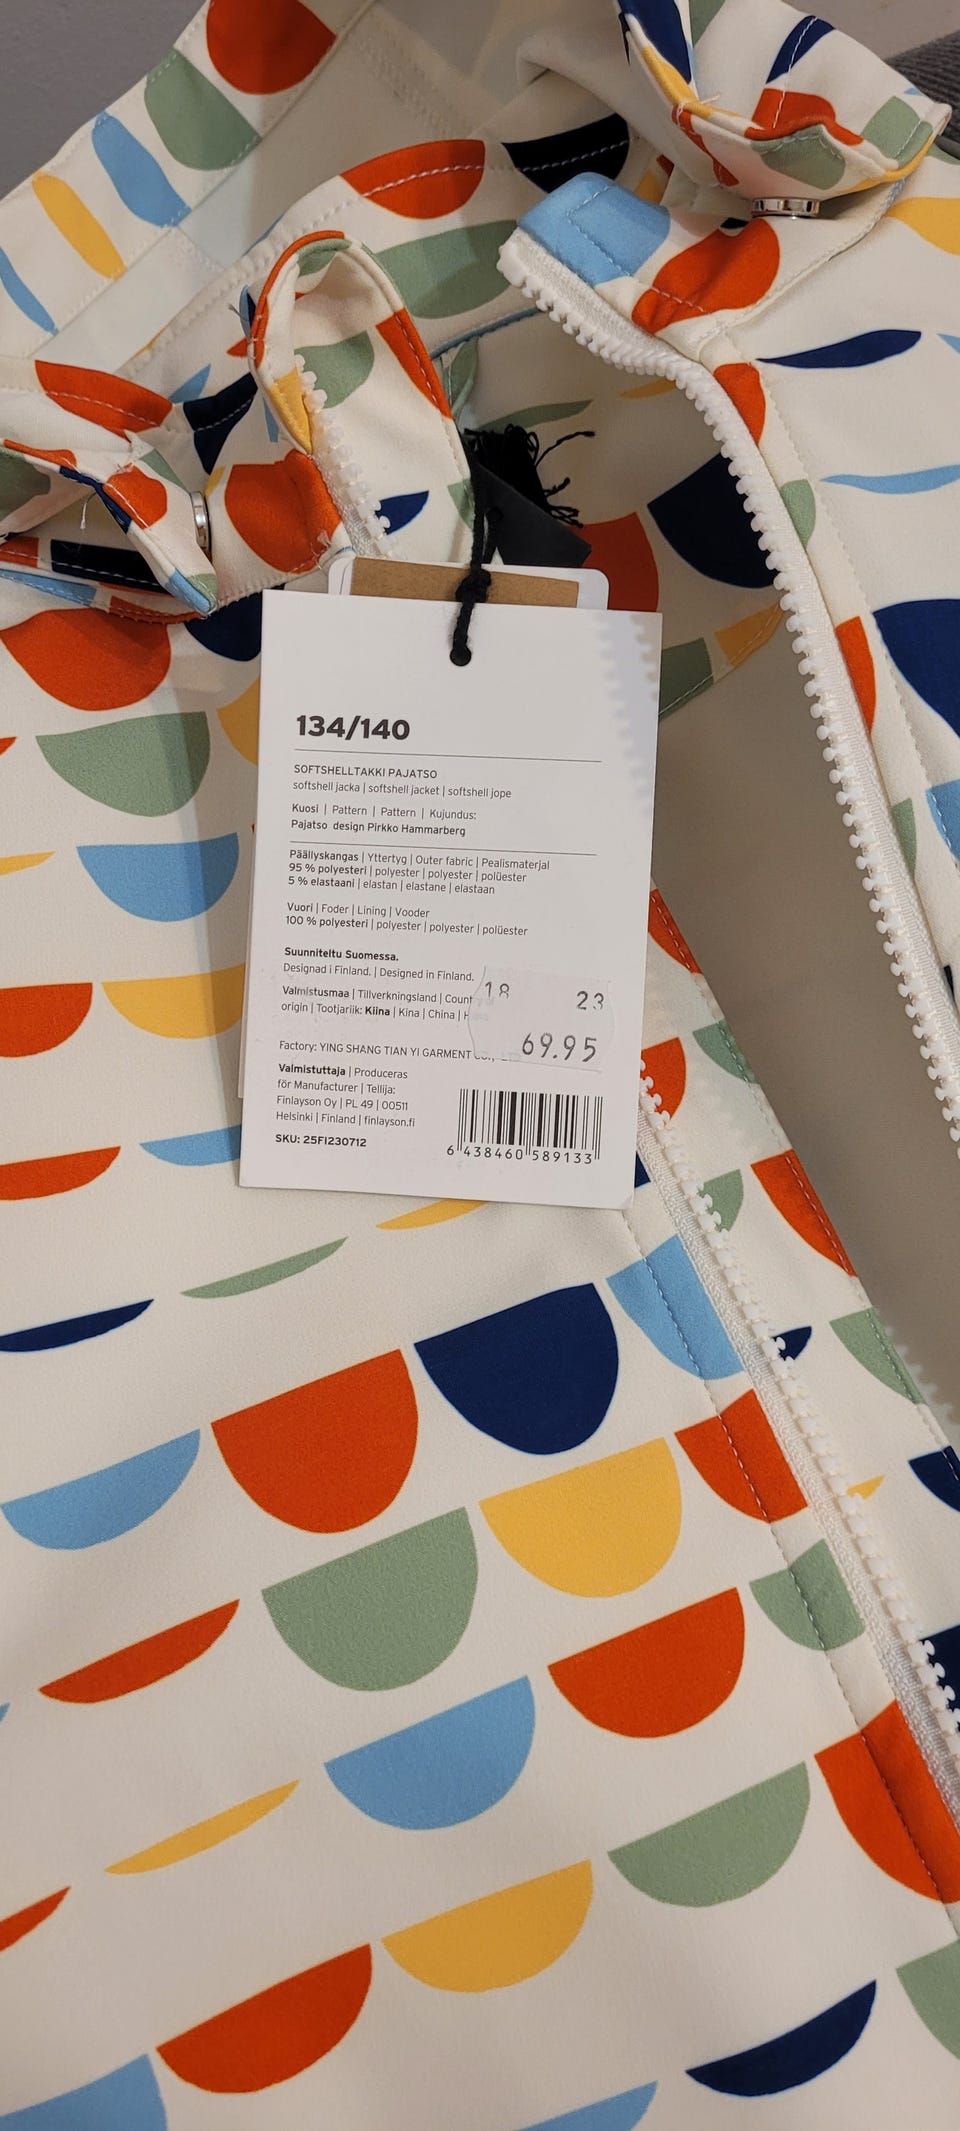 134/140
SOFTSHELLTAKKI PAJATSO
softshell jacka | softshell jacket | softshell jope
Kuosi | Pattern | Pattern | Kujundus:
Pajatso design Pirkko Hammarberg
Päällyskangas | Yttertyg | Outer fabric | Pealismaterjal
95 % polyesteri | polyester | polyester | polüester
5 % elastaani | elastan | elastane | elastaan
Vuori | Foder | Lining | Vooder
100 % polyesteri | polyester | polyester | polüester
Suunniteltu Suomessa.
Designad i Finland. | Designed in Finland.
Valmistusmaa | Tillverkningsland | Count
origin | Tootjariik: Kiina | Kina | China | H
18 23
69.95
Factory: YING SHANG TIAN YI GARMENT
Valmistuttaja | Produceras
för Manufacturer | Tellija:
Finlayson Oy | PL 49 | 00511
Helsinki | Finland | finlayson.fi
SKU: 25FI230712
6 438460 589133